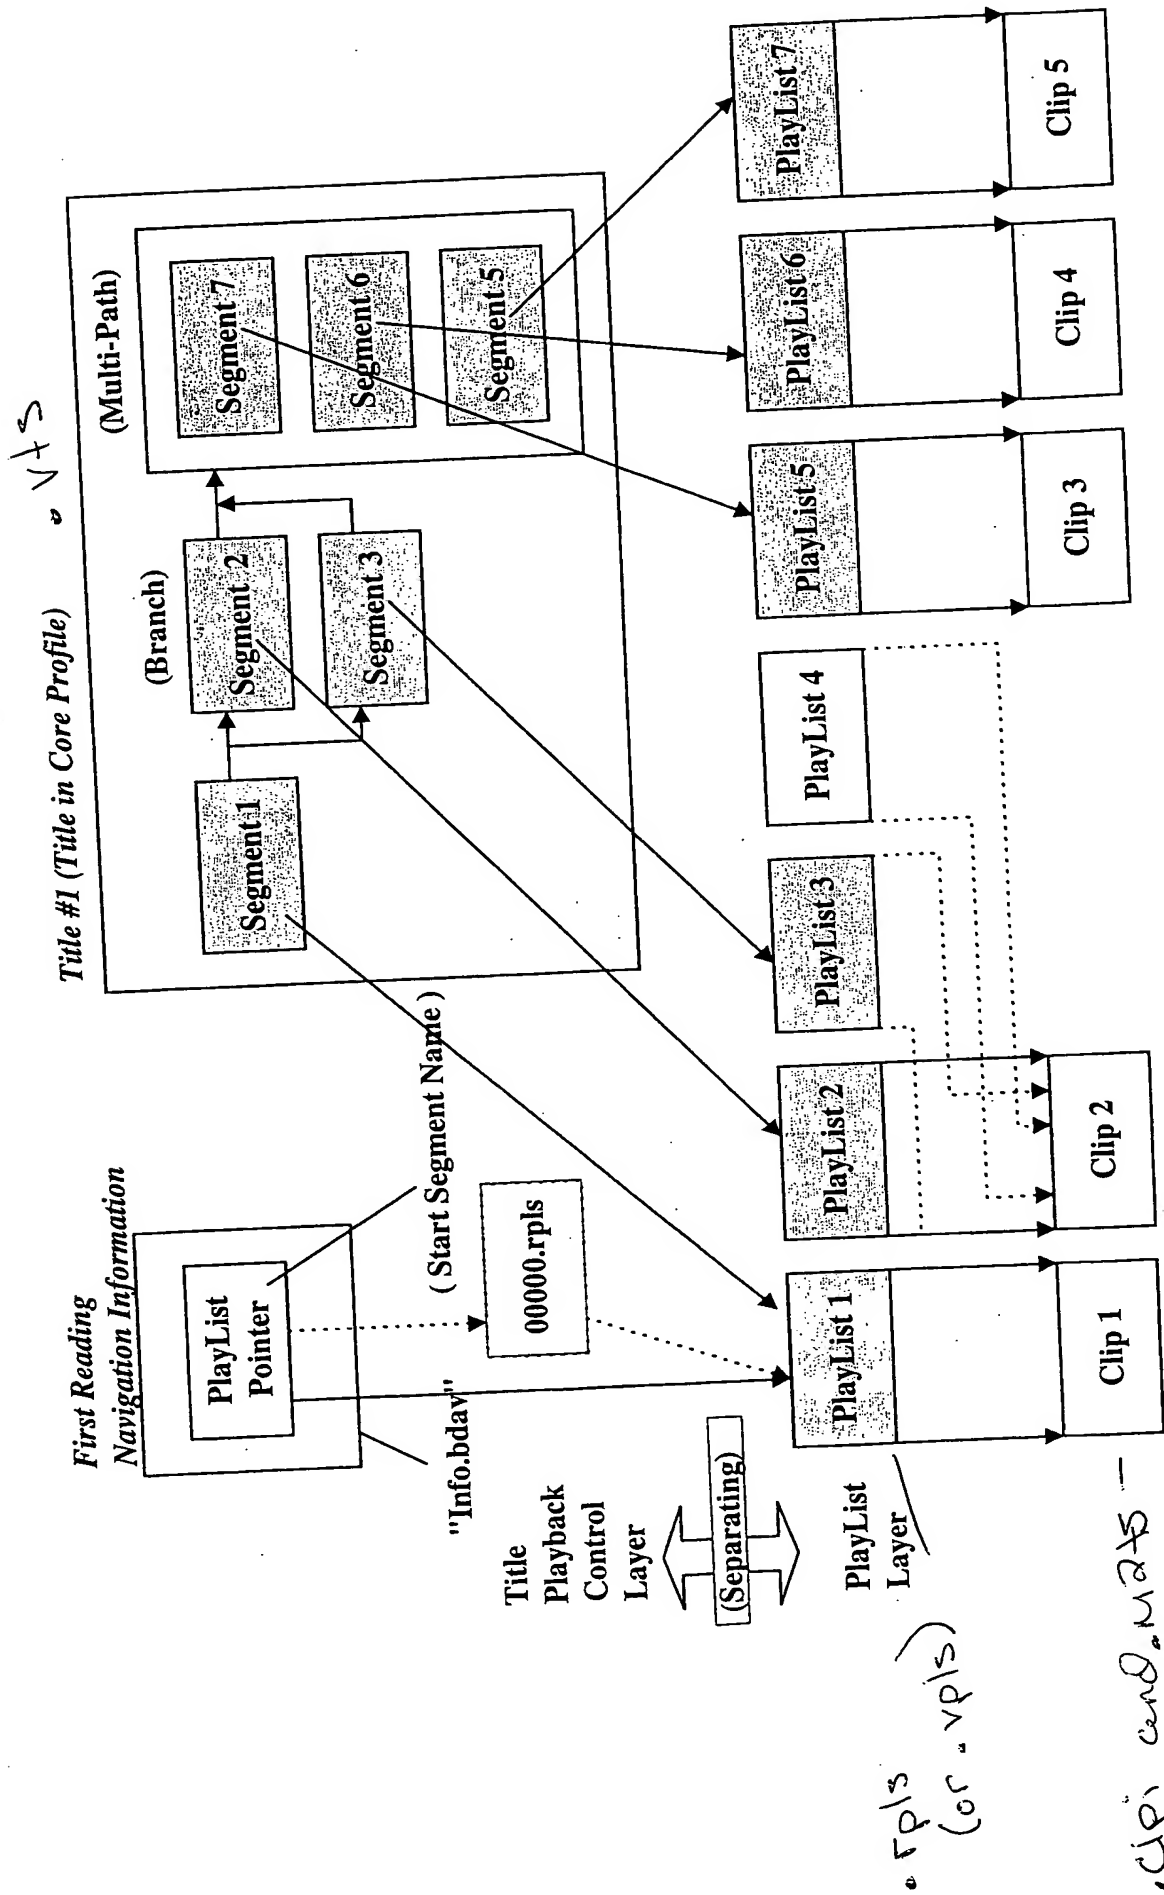 . vts
Title #1 (Title in Core Profile)
(Branch)
(Multi-Path)
Segment 1
Segment 2
Segment 3
Segment 7
Segment 6
Segment 5
First Reading
Navigation Information
PlayList
Pointer
( Start Segment Name )
00000.rpls
"Info.bdav"
Title
Playback
Control
Layer
(Separating)
PlayList
Layer
PlayList 1
PlayList 2
PlayList 3
PlayList 4
PlayList 5
PlayList 6
PlayList 7
Clip 1
Clip 2
Clip 3
Clip 4
Clip 5
. rpls
(or .vpls)
.clpi and .m2ts